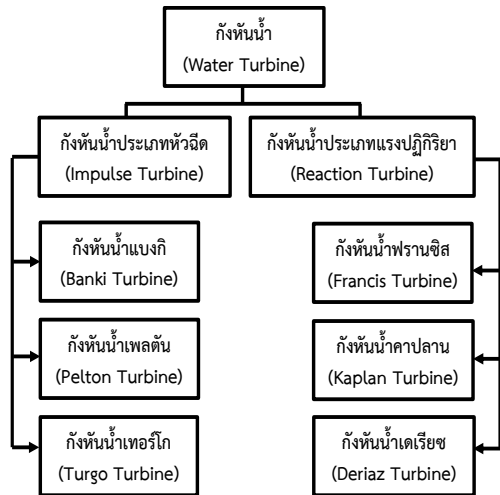 กังหันน้ำ
(Water Turbine)
กังหันน้ำประเภทหัวฉีด
(Impulse Turbine)
กังหันน้ำประเภทแรงปฏิกิริยา
(Reaction Turbine)
กังหันน้ำแบงกิ
(Banki Turbine)
กังหันน้ำฟรานซิส
(Francis Turbine)
กังหันน้ำเพลตัน
(Pelton Turbine)
กังหันน้ำคาปลาน
(Kaplan Turbine)
กังหันน้ำเทอร์โก
(Turgo Turbine)
กังหันน้ำเดเรียซ
(Deriaz Turbine)